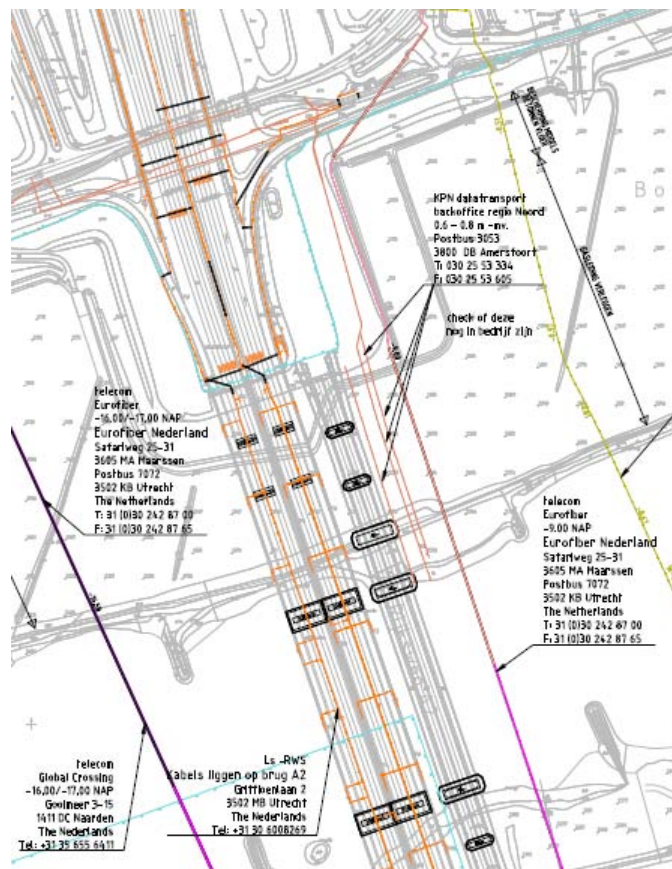 Bo
GASLEIDING VERLEGGEN
KPN datatransport
backoffice regio Noord
0.6 - 0.8 m -mv.
Postbus 3053
3800 DB Amersfoort
T: 030 25 53 334
F: 030 25 53 605
check of deze
nog in bedrijf zijn
telecom
Eurofiber
-16.00/-17.00 NAP
Eurofiber Nederland
Safariweg 25-31
3605 MA Maarssen
Postbus 7072
3502 KB Utrecht
The Netherlands
T: 31 (0)30 242 87 00
F: 31 (0)30 242 87 65
telecom
Eurofiber
-9.00 NAP
Eurofiber Nederland
Safariweg 25-31
3605 MA Maarssen
Postbus 7072
3502 KB Utrecht
The Netherlands
T: 31 (0)30 242 87 00
F: 31 (0)30 242 87 65
telecom
Global Crossing
-16.00/-17.00 NAP
Gooimeer 3-15
1411 DC Naarden
The Netherlands
Tel: +31 35 655 6411
Ls -RWS
Kabels liggen op brug A2
Griffioenlaan 2
3502 MB Utrecht
The Netherlands
Tel: +31 30 6008269